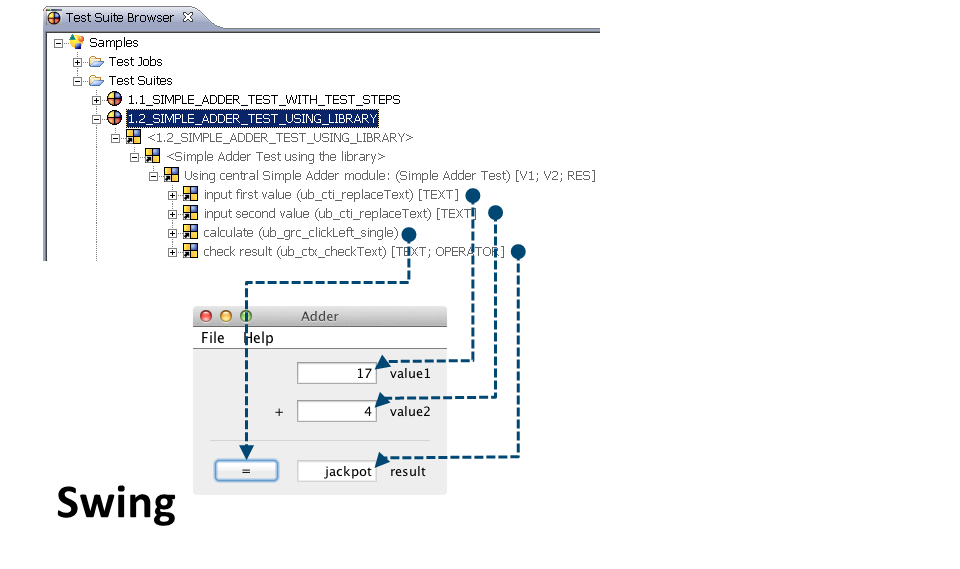 Test Suite Browser
Samples
Test Jobs
Test Suites
1.1_SIMPLE_ADDER_TEST_WITH_TEST_STEPS
1.2_SIMPLE_ADDER_TEST_USING_LIBRARY
<1.2_SIMPLE_ADDER_TEST_USING_LIBRARY>
<Simple Adder Test using the library>
Using central Simple Adder module: (Simple Adder Test) [V1; V2; RES]
input first value (ub_cti_replaceText) [TEXT]
input second value (ub_cti_replaceText) [TEXT]
calculate (ub_grc_clickLeft_single)
check result (ub_ctx_checkText) [TEXT; OPERATOR]
Adder
File Help
17 value1
+ 4 value2
= jackpot result
Swing